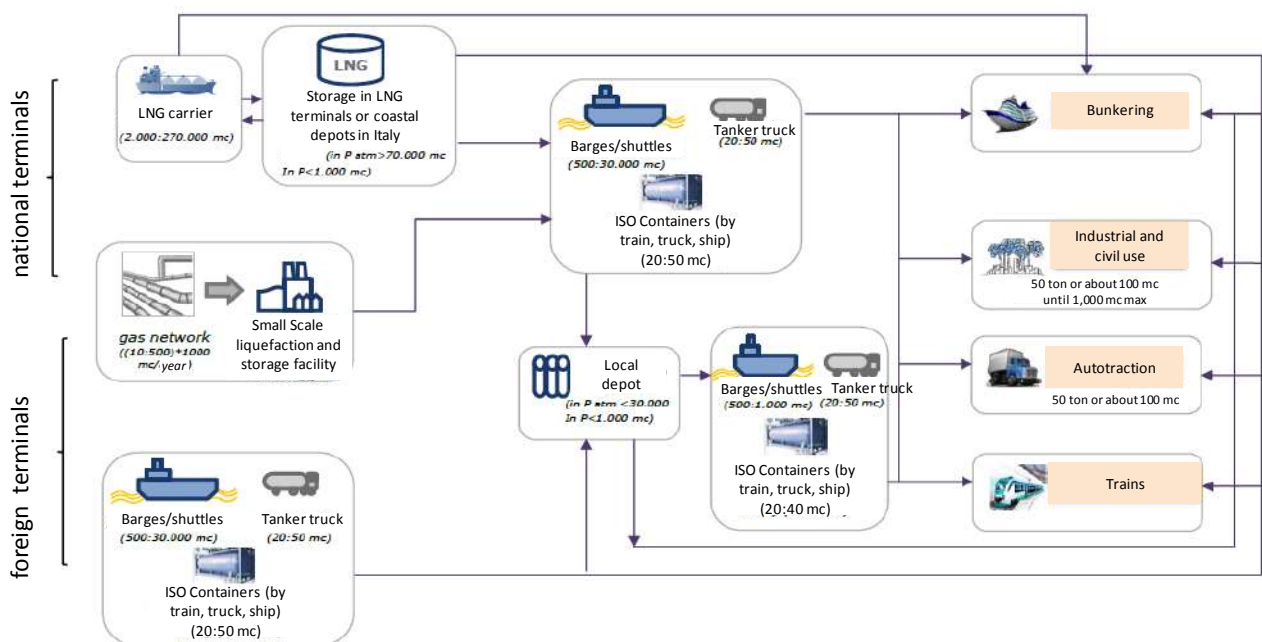 national terminals
foreign terminals
LNG carrier
(2.000:270.000 mc)
LNG
Storage in LNG
terminals or coastal
depots in Italy
(in P atm>70.000 mc
In P<1.000 mc)
gas network
((10:500)*1000
mc/year)
Small Scale
liquefaction and
storage facility
Barges/shuttles
(500:30.000 mc)
Tanker truck
(20:50 mc)
ISO Containers (by
train, truck, ship)
(20:50 mc)
Barges/shuttles
(500:30.000 mc)
Tanker truck
(20:50 mc)
ISO Containers (by
train, truck, ship)
(20:50 mc)
Local
depot
(in P atm <30.000
In P<1.000 mc)
Barges/shuttles
(500:1.000 mc)
Tanker truck
(20:50 mc)
ISO Containers (by
train, truck, ship)
(20:40 mc)
Bunkering
Industrial and
civil use
50 ton or about 100 mc
until 1,000 mc max
Autotraction
50 ton or about 100 mc
Trains